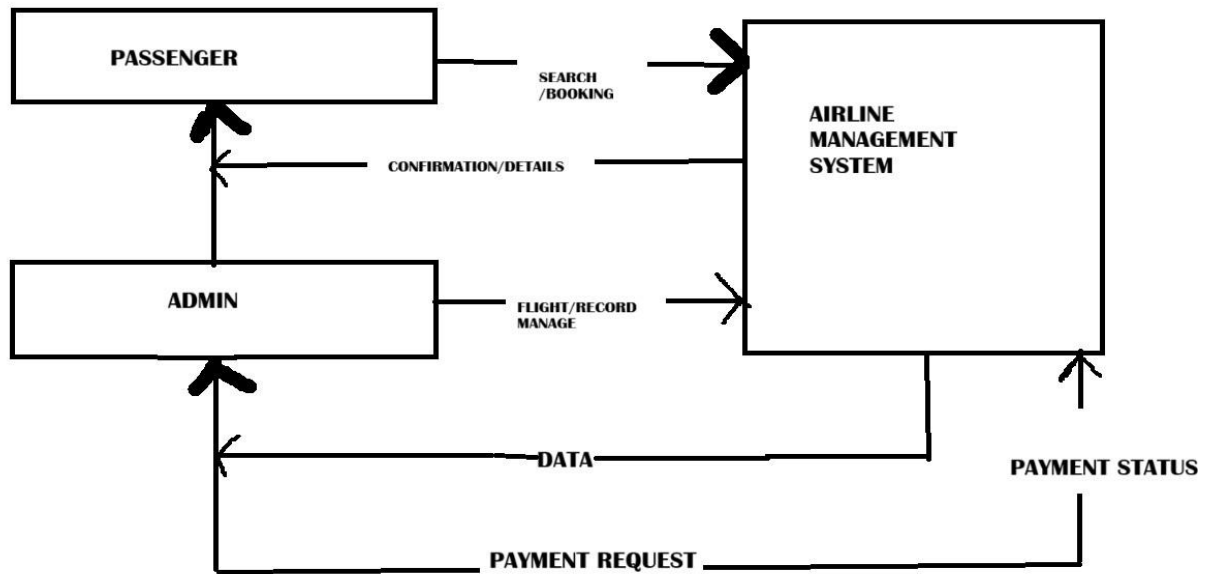 PASSENGER
SEARCH
/BOOKING
AIRLINE
MANAGEMENT
SYSTEM
CONFIRMATION/DETAILS
ADMIN
FLIGHT/RECORD
MANAGE
DATA
PAYMENT STATUS
PAYMENT REQUEST